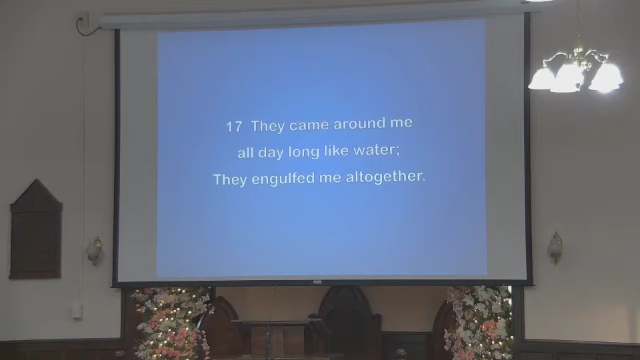 17 They came around me
all day long like water;
They engulfed me altogether.